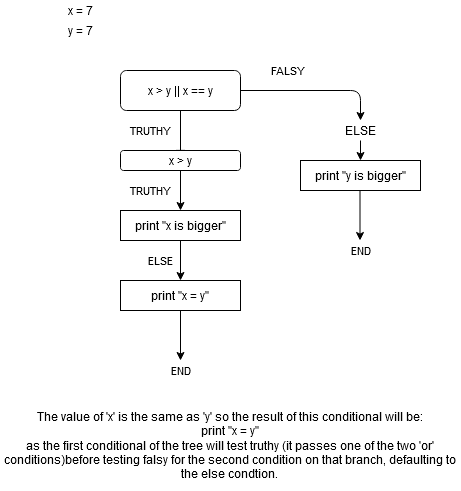 x = 7
y = 7
FALSY
x > y || x == y
TRUTHY
ELSE
x > y
print "y is bigger"
TRUTHY
print "x is bigger"
END
ELSE
print "x = y"
END
The value of 'x' is the same as 'y' so the result of this conditional will be:
print "x = y"
as the first conditional of the tree will test truthy (it passes one of the two 'or'
conditions)before testing falsy for the second condition on that branch, defaulting to
the else condtion.